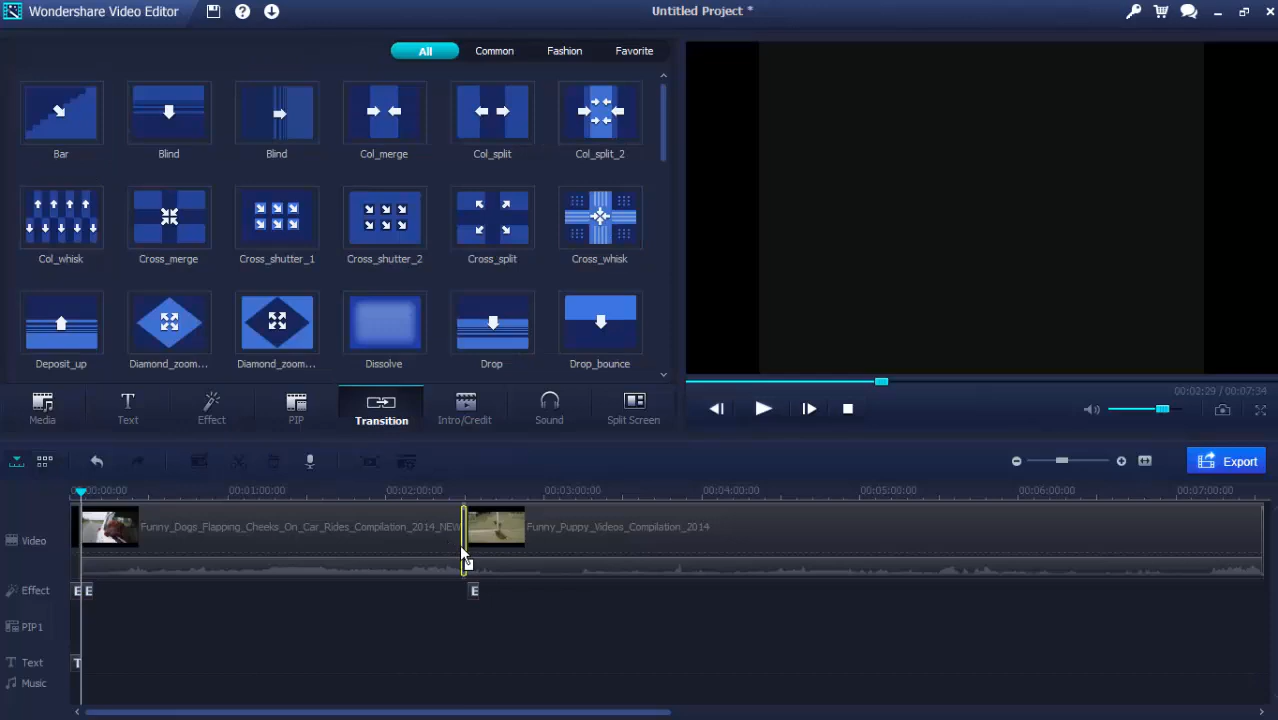 Wondershare Video Editor
Untitled Project *
All Common Fashion Favorite
Bar Blind Blind Col_merge Col_split Col_split_2
Col_whisk Cross_merge Cross_shutter_1 Cross_shutter_2 Cross_split Cross_whisk
Deposit_up Diamond_zoom... Diamond_zoom... Dissolve Drop Drop_bounce
00:02:29 / 00:07:34
Media Text Effect PIP Transition Intro/Credit Sound Split Screen
Export
00:00:00:00 00:01:00:00 00:02:00:00 00:03:00:00 00:04:00:00 00:05:00:00 00:06:00:00 00:07:00:00
Video Funny_Dogs_Flapping_Cheeks_On_Car_Rides_Compilation_2014_NEW Funny_Puppy_Videos_Compilation_2014
Effect E E E
PIP1
Text T
Music